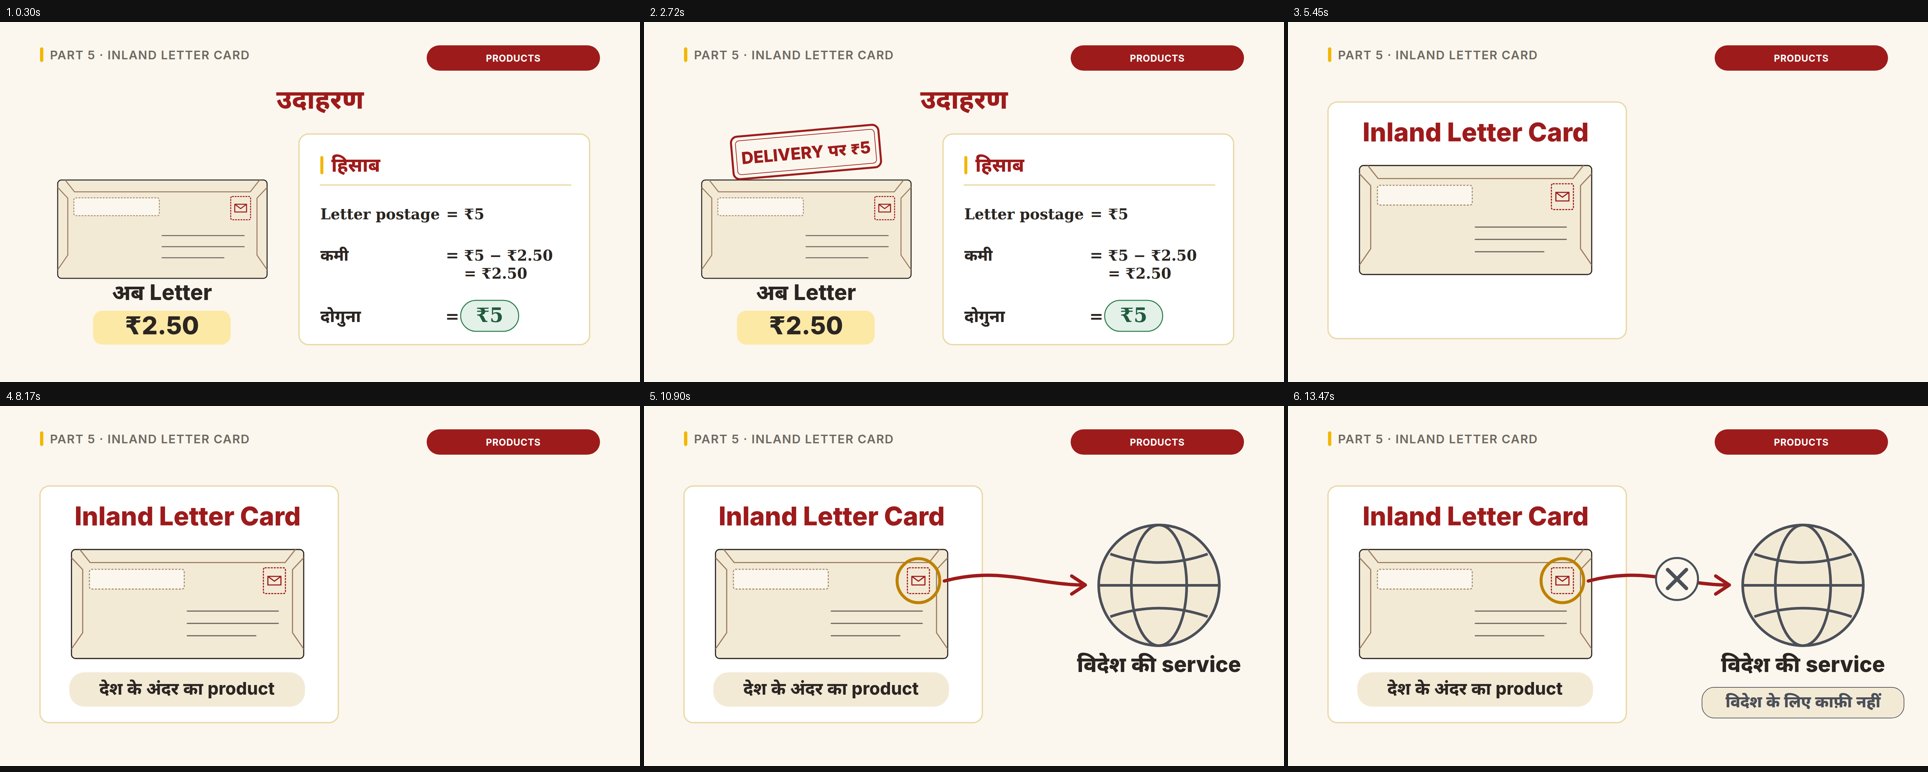 1. 0.30s
PART 5 · INLAND LETTER CARD
PRODUCTS
उदाहरण
अब Letter
₹2.50
हिसाब
Letter postage = ₹5
कमी = ₹5 − ₹2.50
= ₹2.50
दोगुना = ₹5
2. 2.72s
PART 5 · INLAND LETTER CARD
PRODUCTS
उदाहरण
DELIVERY पर ₹5
अब Letter
₹2.50
हिसाब
Letter postage = ₹5
कमी = ₹5 − ₹2.50
= ₹2.50
दोगुना = ₹5
3. 5.45s
PART 5 · INLAND LETTER CARD
PRODUCTS
Inland Letter Card
4. 8.17s
PART 5 · INLAND LETTER CARD
PRODUCTS
Inland Letter Card
देश के अंदर का product
5. 10.90s
PART 5 · INLAND LETTER CARD
PRODUCTS
Inland Letter Card
देश के अंदर का product
विदेश की service
6. 13.47s
PART 5 · INLAND LETTER CARD
PRODUCTS
Inland Letter Card
देश के अंदर का product
विदेश की service
विदेश के लिए काफ़ी नहीं